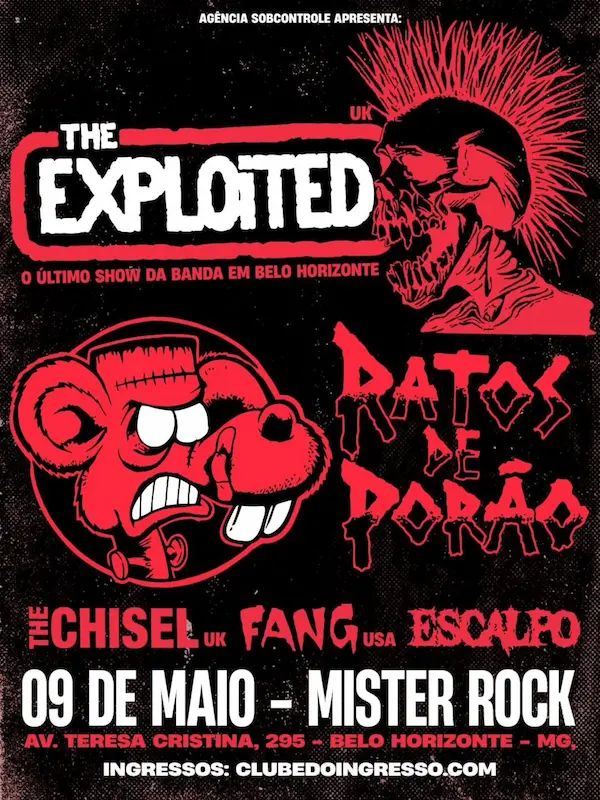 AGÊNCIA SOBCONTROLE APRESENTA:
UK
THE
EXPLOITED
O ÚLTIMO SHOW DA BANDA EM BELO HORIZONTE
RATOS
DE
PORÃO
THE CHISEL UK FANG USA ESCALPO
09 DE MAIO - MISTER ROCK
AV. TERESA CRISTINA, 295 - BELO HORIZONTE - MG,
INGRESSOS: CLUBEDOINGRESSO.COM